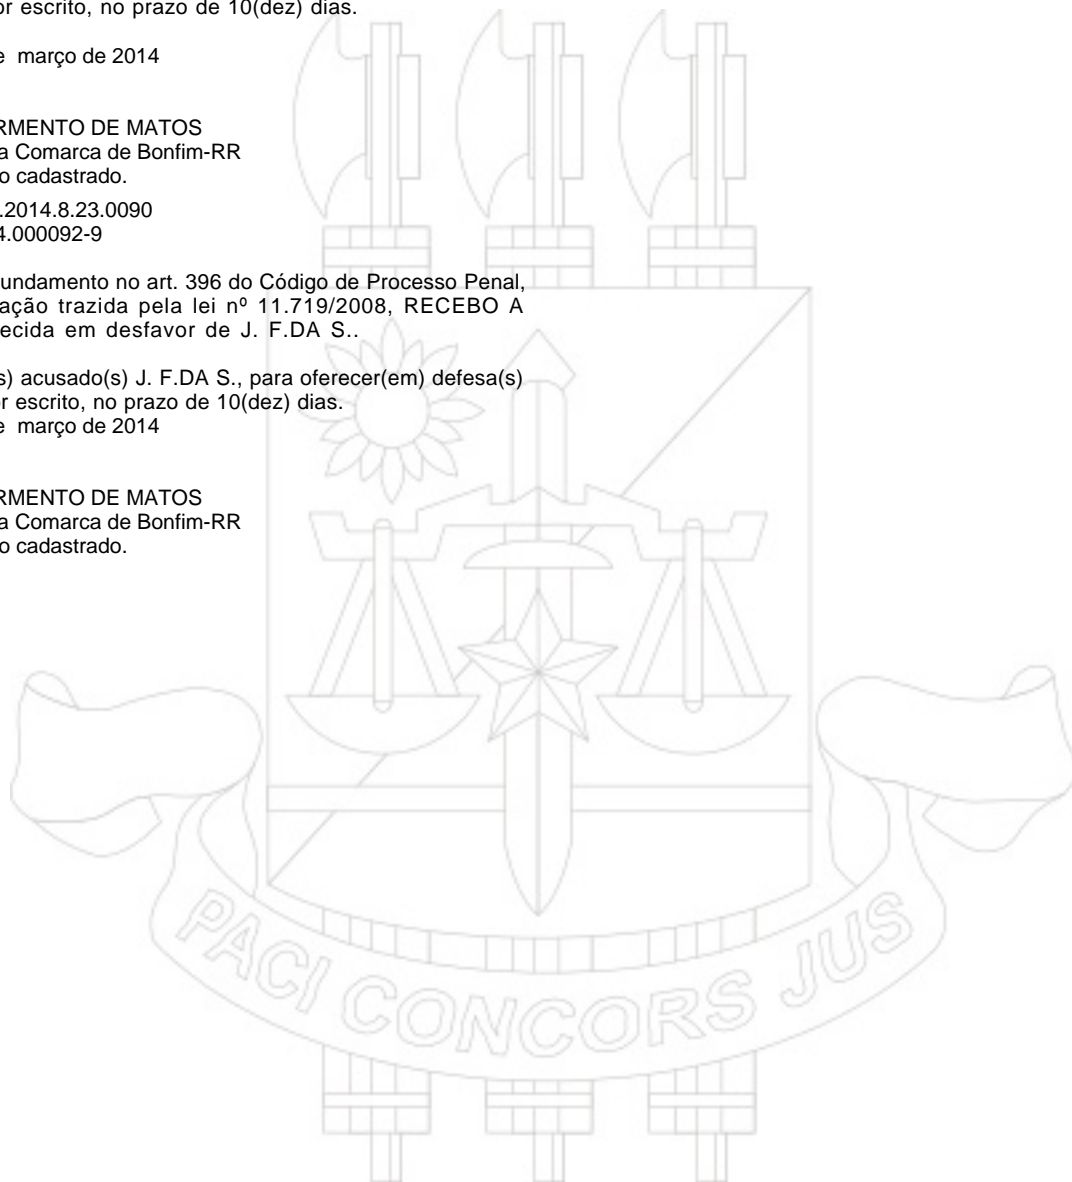 or escrito, no prazo de 10(dez) dias.
e março de 2014
RMENTO DE MATOS
a Comarca de Bonfim-RR
o cadastrado.
.2014.8.23.0090
4.000092-9
undamento no art. 396 do Código de Processo Penal,
ação trazida pela lei nº 11.719/2008, RECEBO A
ecida em desfavor de J. F.DA S..
s) acusado(s) J. F.DA S., para oferecer(em) defesa(s)
or escrito, no prazo de 10(dez) dias.
e março de 2014
RMENTO DE MATOS
a Comarca de Bonfim-RR
o cadastrado.
PACI CONCORS JUS